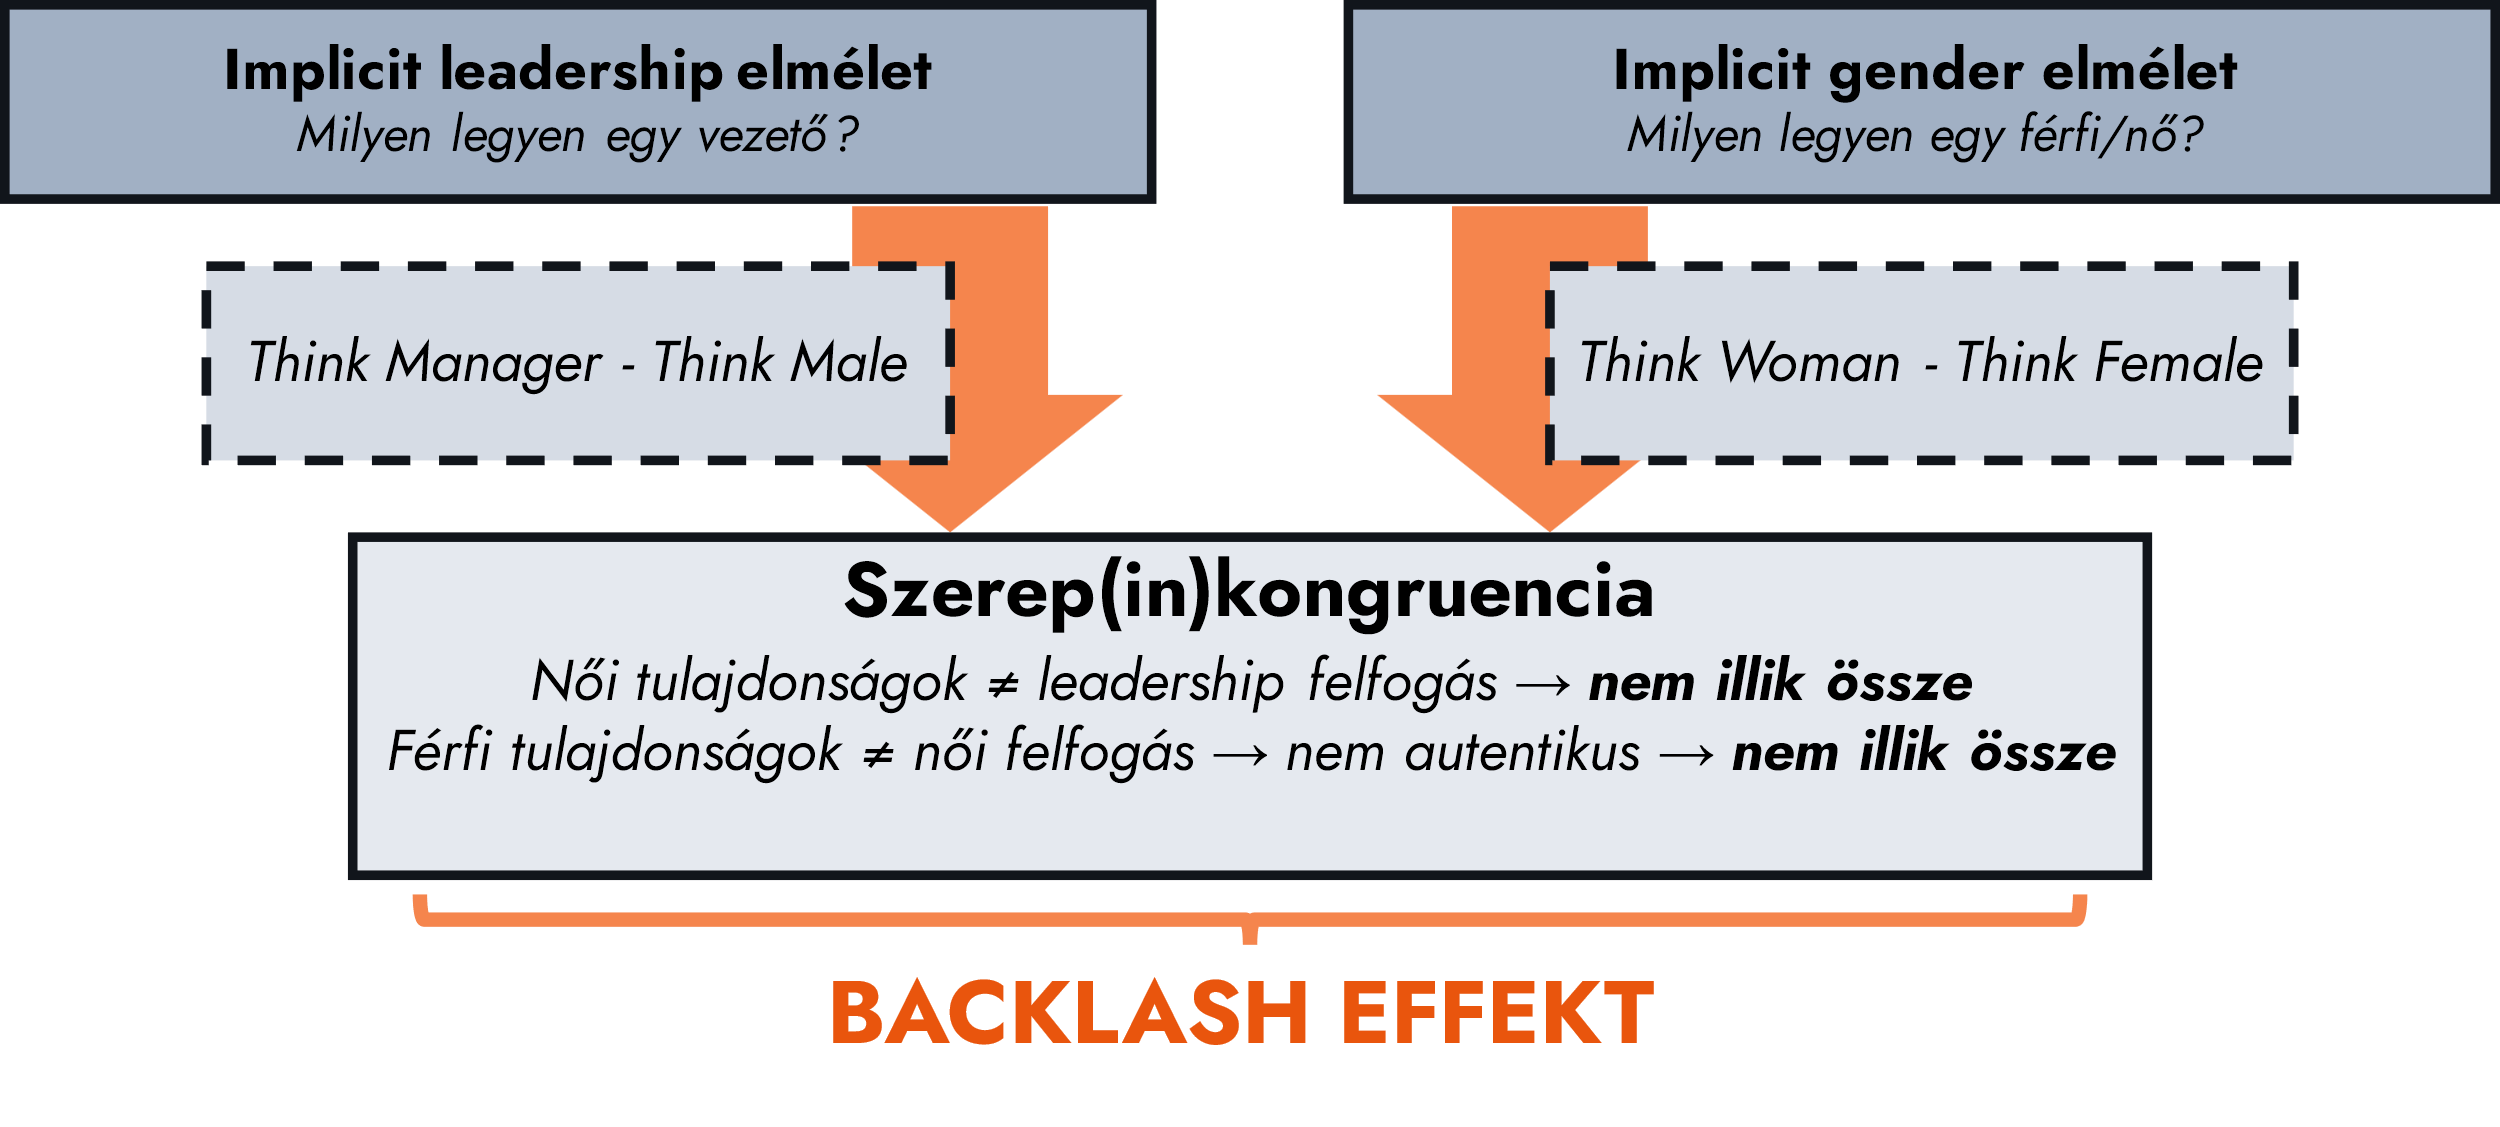 Implicit leadership elmélet
Milyen legyen egy vezető?
Implicit gender elmélet
Milyen legyen egy férfi/nő?
Think Manager - Think Male
Think Woman - Think Female
Szerep(in)kongruencia
Női tulajdonságok ≠ leadership felfogás → nem illik össze
Férfi tulajdonságok ≠ női felfogás → nem autentikus → nem illik össze
BACKLASH EFFEKT